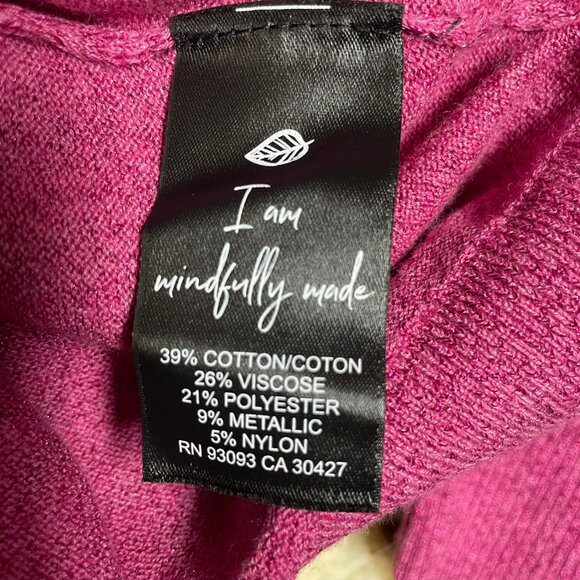 I am
mindfully made
39% COTTON/COTON
26% VISCOSE
21% POLYESTER
9% METALLIC
5% NYLON
RN 93093 CA 30427